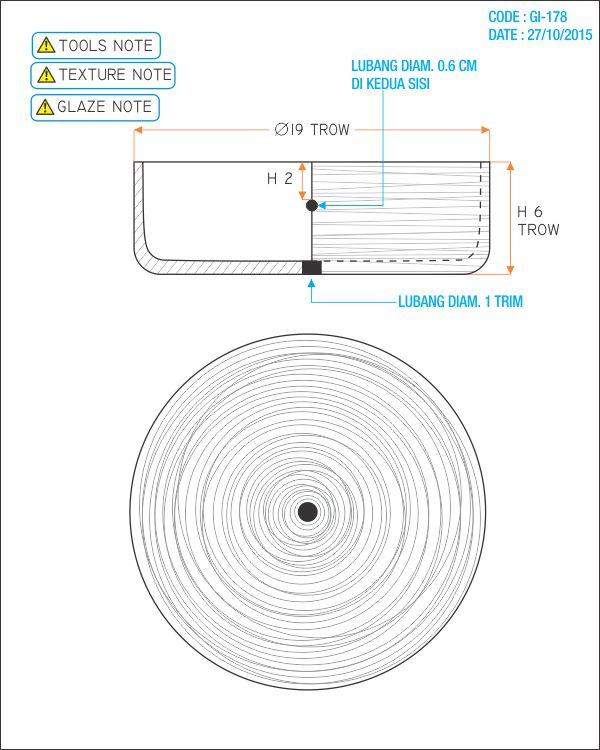 CODE : GI-178
DATE : 27/10/2015
TOOLS NOTE
TEXTURE NOTE
GLAZE NOTE
LUBANG DIAM. 0.6 CM
DI KEDUA SISI
Ø19 TROW
H 2
H 6
TROW
LUBANG DIAM. 1 TRIM